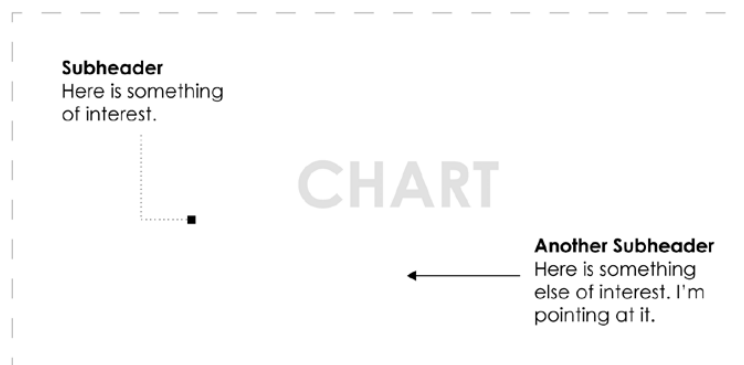 Subheader
Here is something
of interest.
CHART
Another Subheader
Here is something
else of interest. I'm
pointing at it.